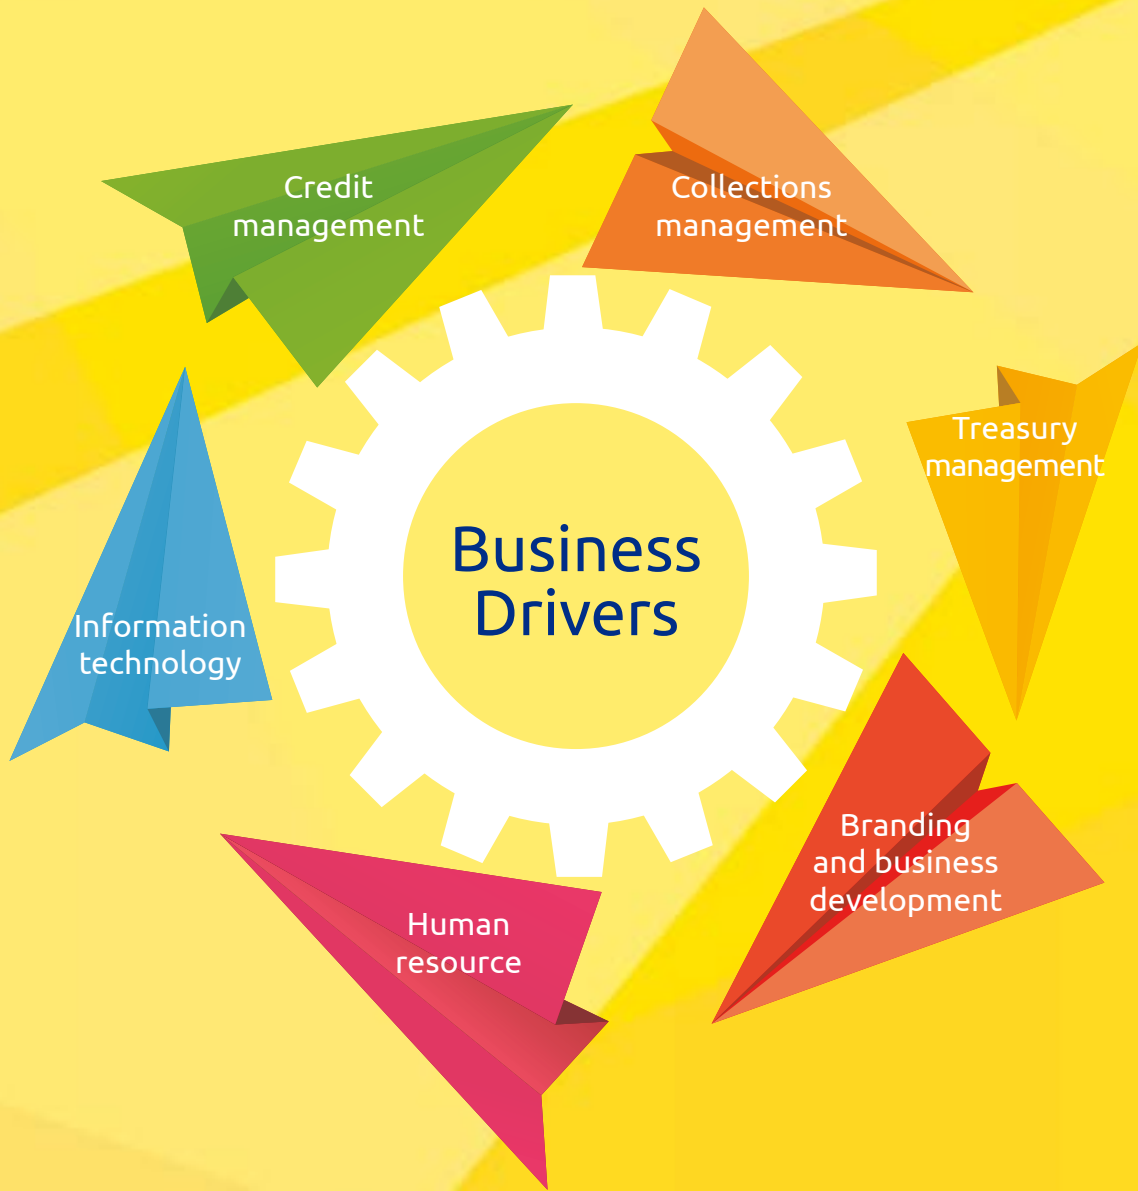 Credit
management
Collections
management
Treasury
management
Business
Drivers
Information
technology
Branding
and business
development
Human
resource